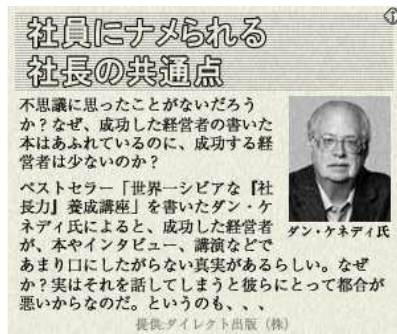 社員にナメられる
社長の共通点
不思議に思ったことがないだろう
か？なぜ、成功した経営者の書いた
本はあふれているのに、成功する経
営者は少ないのか？
ベストセラー「世界一シビアな『社
長力』養成講座」を書いたダン・ケ
ネディ氏によると、成功した経営者
が、本やインタビュー、講演などで
あまり口にしたがらない真実があるらしい。なぜ
か？実はそれを話してしまうと彼らにとって都合が
悪いからなのだ。というのも、、、
ダン・ケネディ氏
提供:ダイレクト出版（株）